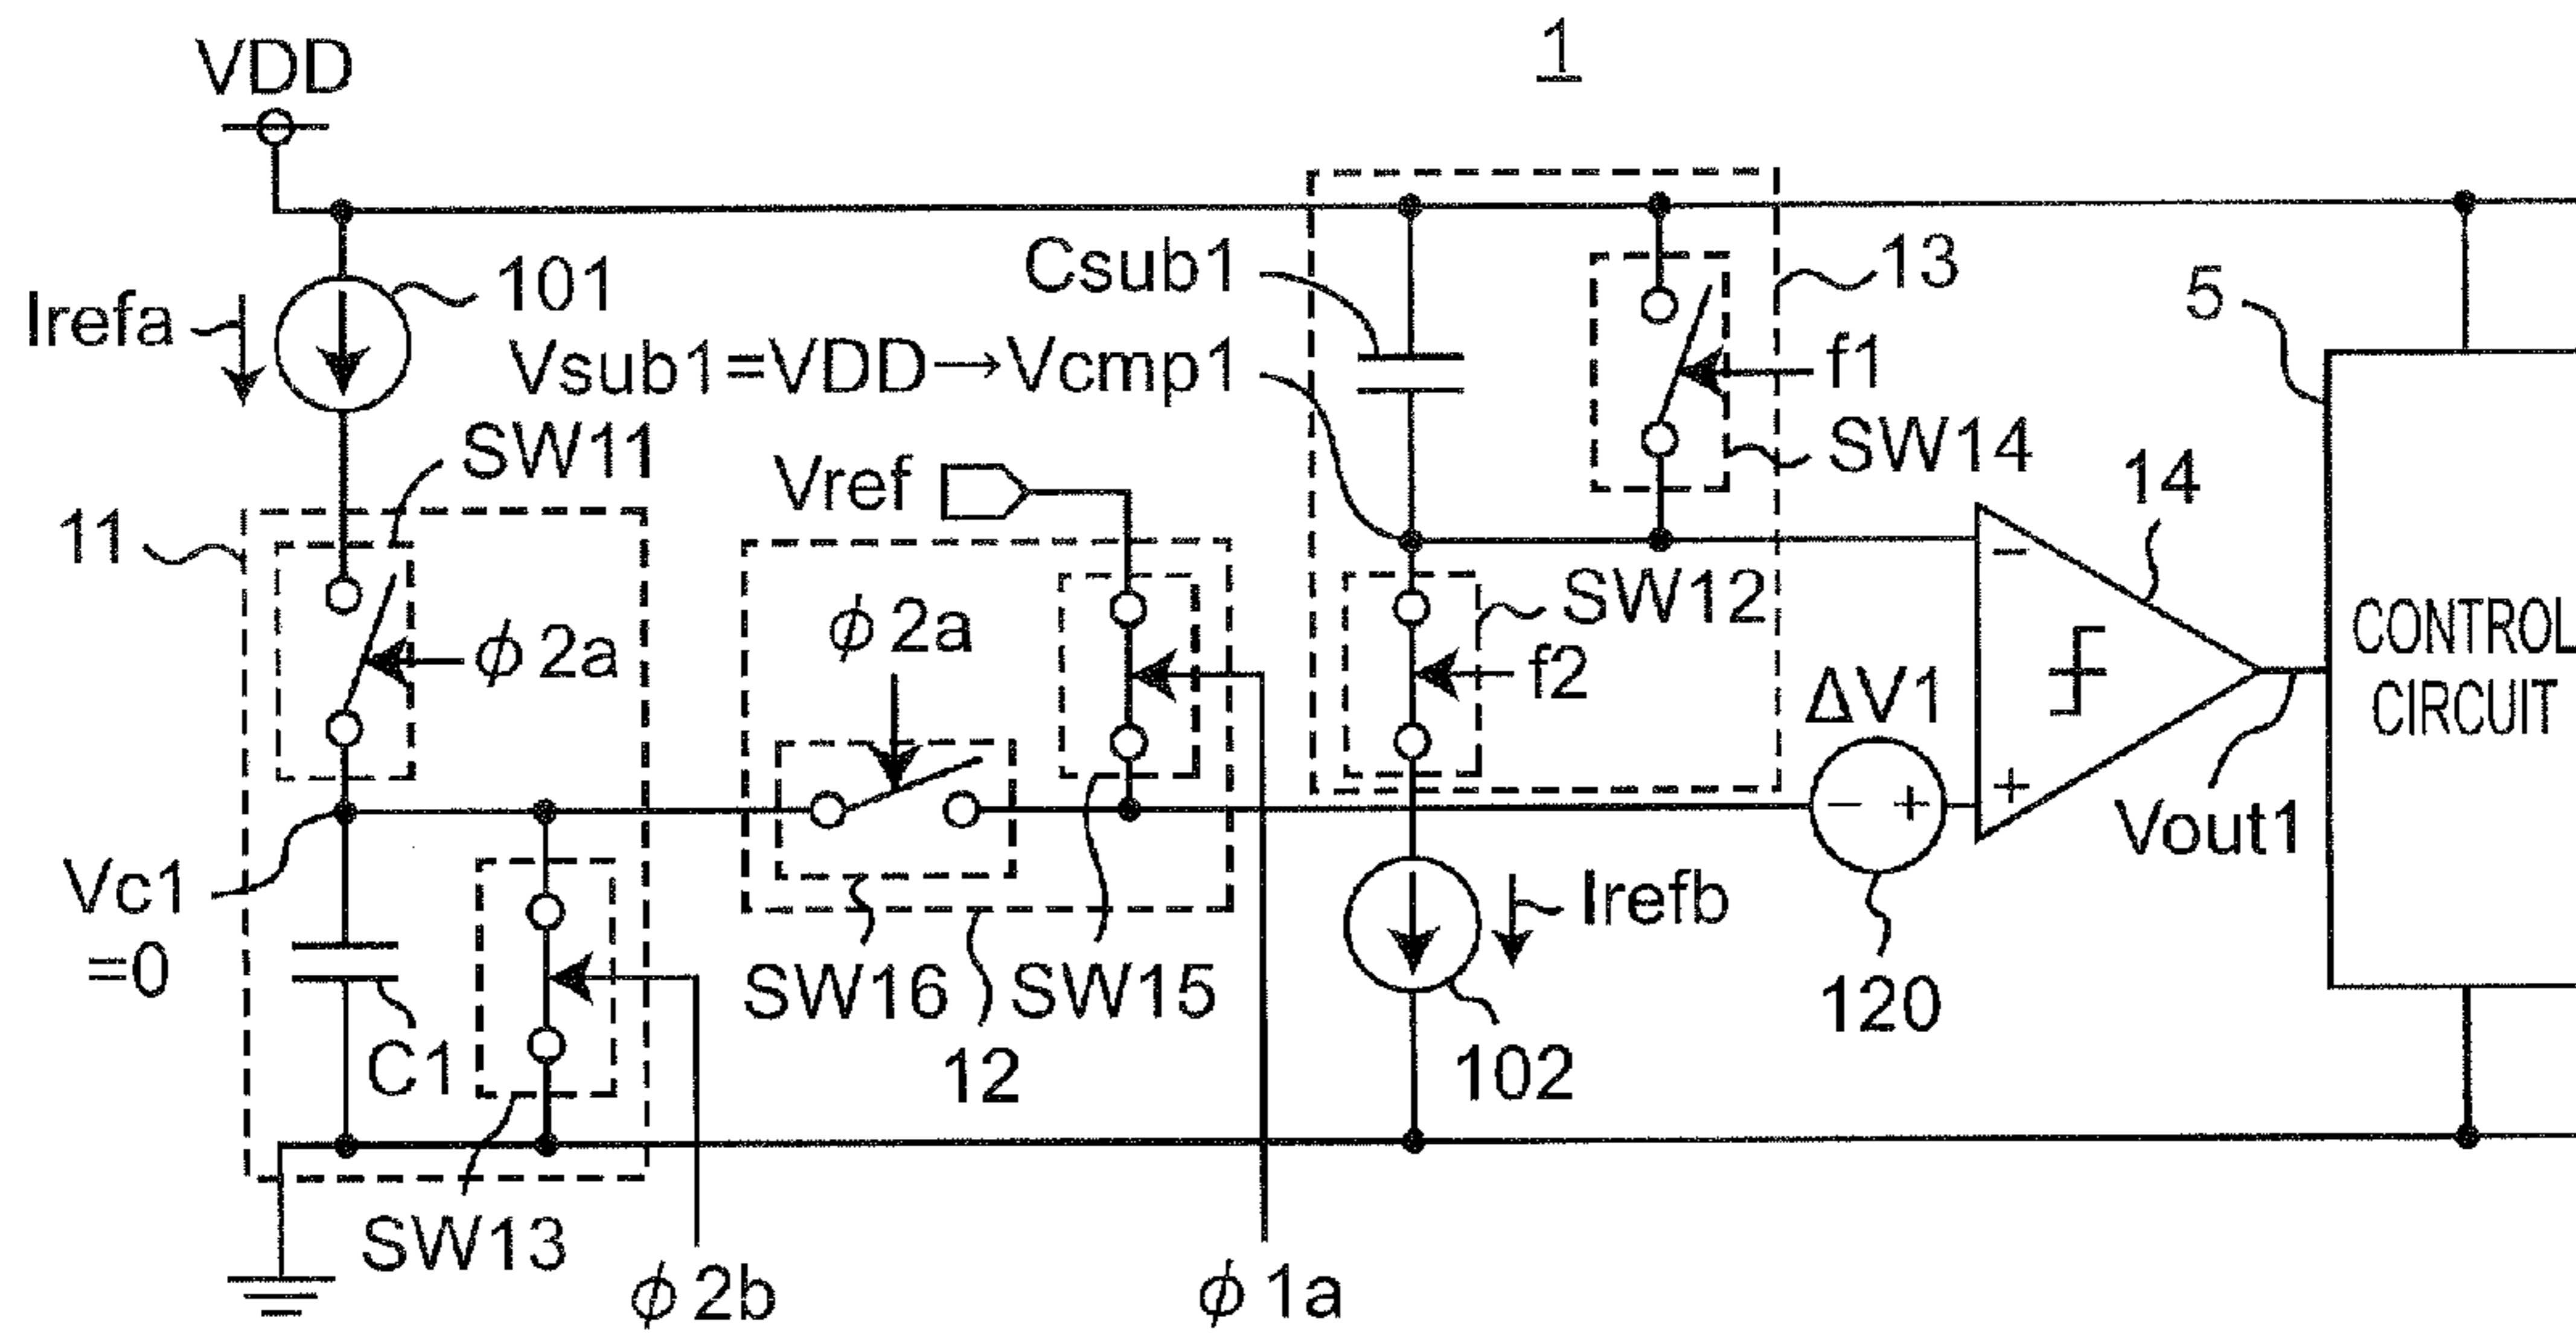 1
VDD
Irefa
101
Csub1
13
5
Vsub1=VDD→Vcmp1
f1
SW11
Vref
SW14
14
11
SW12
ϕ2a
ϕ2a
f2
CONTROL
CIRCUIT
ΔV1
−
+
− +
Vc1
=0
Irefb
Vout1
SW16
SW15
120
C1
12
102
SW13
ϕ2b
ϕ1a